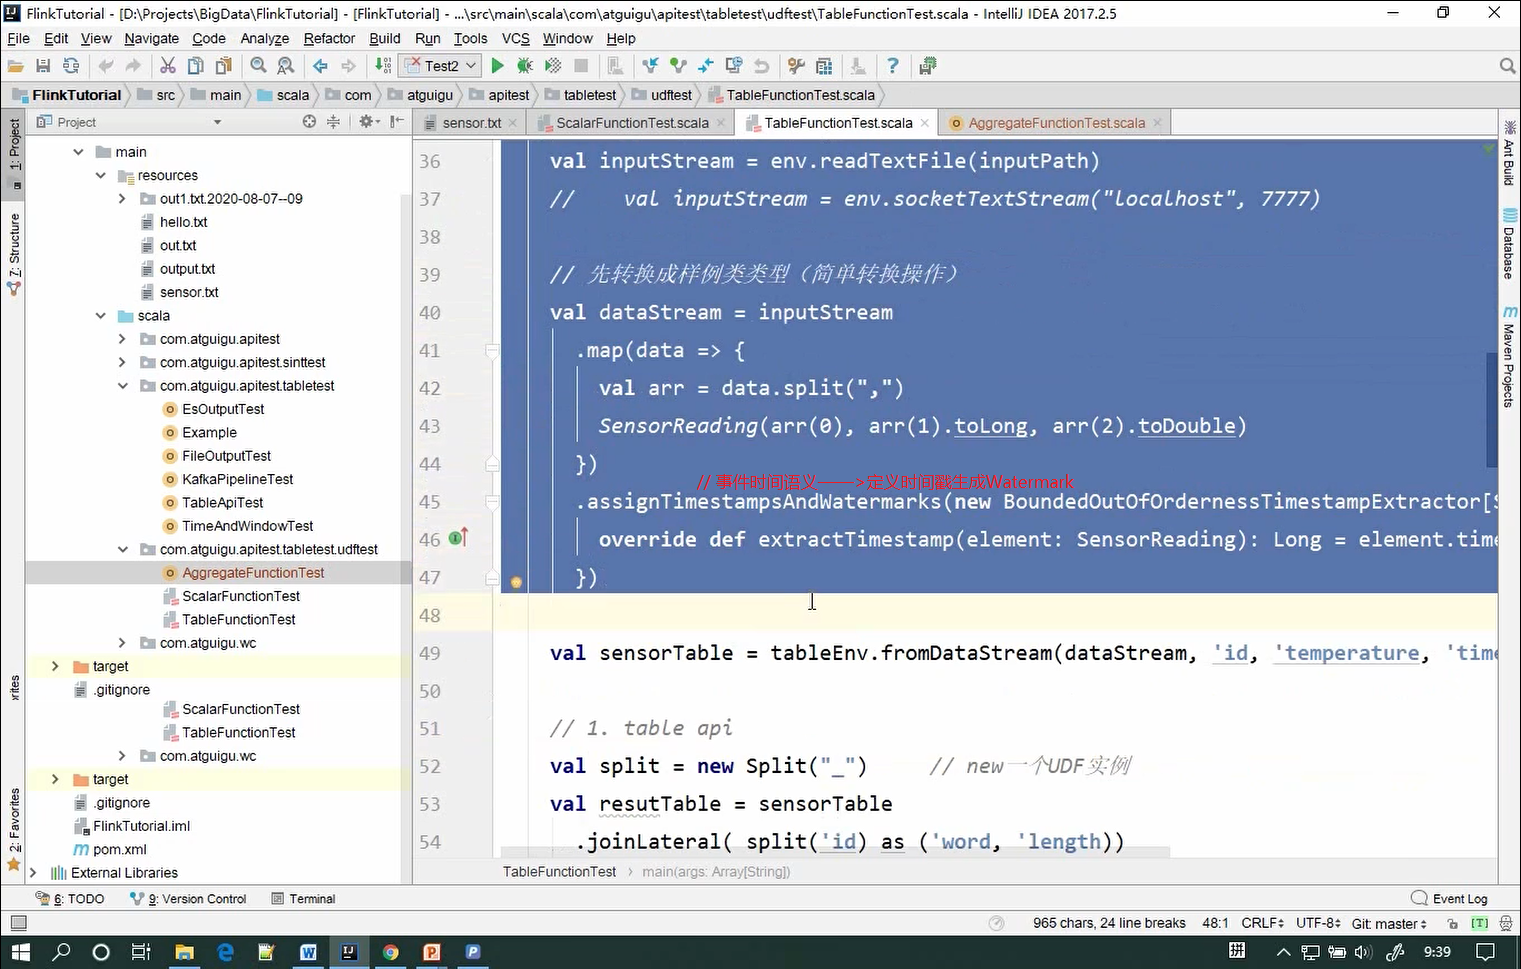 FlinkTutorial - [D:\Projects\BigData\FlinkTutorial] - [FlinkTutorial] - ...\src\main\scala\com\atguigu\apitest\tabletest\udftest\TableFunctionTest.scala - IntelliJ IDEA 2017.2.5
File Edit View Navigate Code Analyze Refactor Build Run Tools VCS Window Help
Test2
FlinkTutorial src main scala com atguigu apitest tabletest udftest TableFunctionTest.scala
Project
sensor.txt ScalarFunctionTest.scala TableFunctionTest.scala AggregateFunctionTest.scala
1: Project
7: Structure
2: Favorites
main
resources
out1.txt.2020-08-07--09
hello.txt
out.txt
output.txt
sensor.txt
scala
com.atguigu.apitest
com.atguigu.apitest.sinttest
com.atguigu.apitest.tabletest
EsOutputTest
Example
FileOutputTest
KafkaPipelineTest
TableApiTest
TimeAndWindowTest
com.atguigu.apitest.tabletest.udftest
AggregateFunctionTest
ScalarFunctionTest
TableFunctionTest
com.atguigu.wc
target
.gitignore
ScalarFunctionTest
TableFunctionTest
com.atguigu.wc
target
.gitignore
FlinkTutorial.iml
pom.xml
External Libraries
36 val inputStream = env.readTextFile(inputPath)
37 // val inputStream = env.socketTextStream("localhost", 7777)
38
39 // 先转换成样例类类型（简单转换操作）
40 val dataStream = inputStream
41 .map(data => {
42 val arr = data.split(",")
43 SensorReading(arr(0), arr(1).toLong, arr(2).toDouble)
44 })
// 事件时间语义——>定义时间戳生成Watermark
45 .assignTimestampsAndWatermarks(new BoundedOutOfOrdernessTimestampExtractor[S
46 override def extractTimestamp(element: SensorReading): Long = element.time
47 })
48
49 val sensorTable = tableEnv.fromDataStream(dataStream, 'id, 'temperature, 'time
50
51 // 1. table api
52 val split = new Split("_") // new一个UDF实例
53 val resutTable = sensorTable
54 .joinLateral( split('id) as ('word, 'length))
TableFunctionTest main(args: Array[String])
Ant Build
Database
Maven Projects
6: TODO 9: Version Control Terminal Event Log
965 chars, 24 line breaks 48:1 CRLF UTF-8 Git: master [T]
9:39